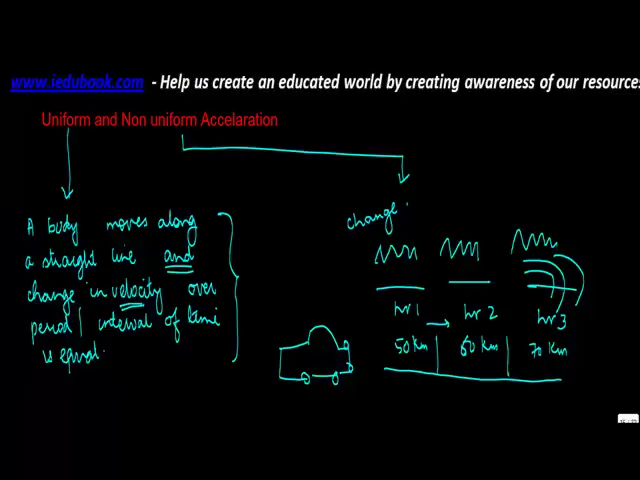 www.iedubook.com - Help us create an educated world by creating awareness of our resources
Uniform and Non uniform Accelaration
A body moves along
a straight line and
change in velocity over
period / interval of time
is equal.
change.
hr 1 hr 2 hr 3
50 Km 60 Km 70 Km